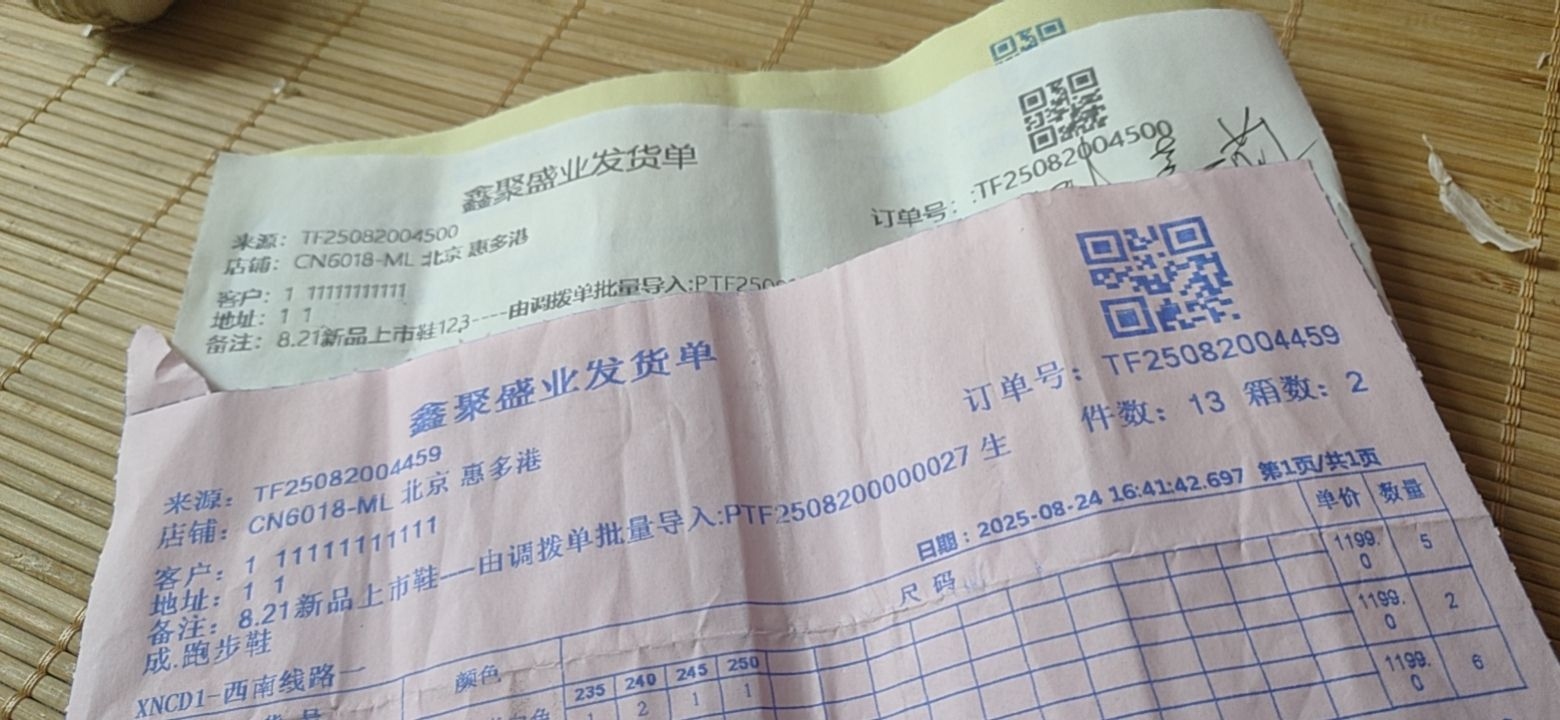 鑫聚盛业发货单
订单号: :TF25082004500
来源: TF25082004500
店铺: CN6018-ML 北京 惠多港
客户: 1 11111111111
地址: 1 1
备注: 8.21新品上市鞋123----由调拨单批量导入:PTF250
鑫聚盛业发货单
订单号: TF25082004459
件数: 13 箱数: 2
来源: TF25082004459
店铺: CN6018-ML 北京 惠多港
客户: 1 11111111111
地址: 1 1
备注: 8.21新品上市鞋----由调拨单批量导入:PTF2508200000027 生
成.跑步鞋
日期: 2025-08-24 16:41:42.697 第1页/共1页
XNCD1-西南线路一
货 号 颜色 尺 码 单价 数量
235 240 245 250
1199.0 5
1199.0 2
1199.0 6
1 2 1 1